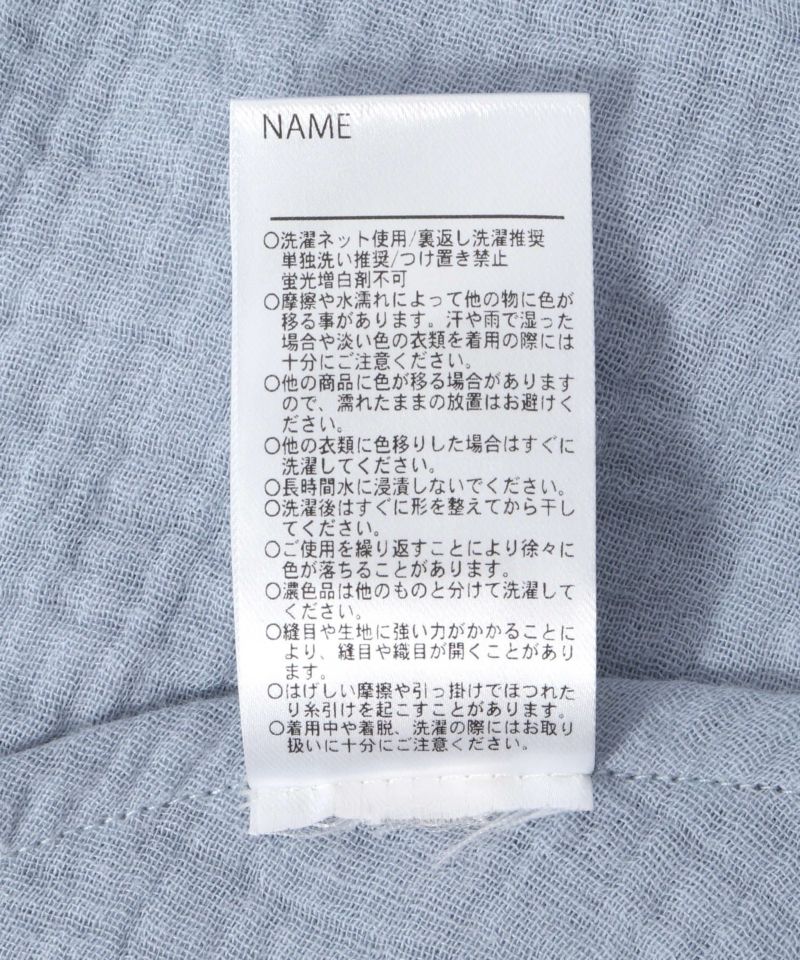 NAME
○洗濯ネット使用/裏返し洗濯推奨
単独洗い推奨/つけ置き禁止
蛍光増白剤不可
○摩擦や水濡れによって他の物に色が
移る事があります。汗や雨で湿った
場合や淡い色の衣類を着用の際には
十分にご注意ください。
○他の商品に色が移る場合があります
ので、濡れたままの放置はお避けく
ださい。
○他の衣類に色移りした場合はすぐに
洗濯してください。
○長時間水に浸漬しないでください。
○洗濯後はすぐに形を整えてから干し
てください。
○ご使用を繰り返すことにより徐々に
色が落ちることがあります。
○濃色品は他のものと分けて洗濯して
ください。
○縫目や生地に強い力がかかることに
より、縫目や織目が開くことがあり
ます。
○はげしい摩擦や引っ掛けでほつれた
り糸引けを起こすことがあります。
○着用中や着脱、洗濯の際にはお取り
扱いに十分にご注意ください。